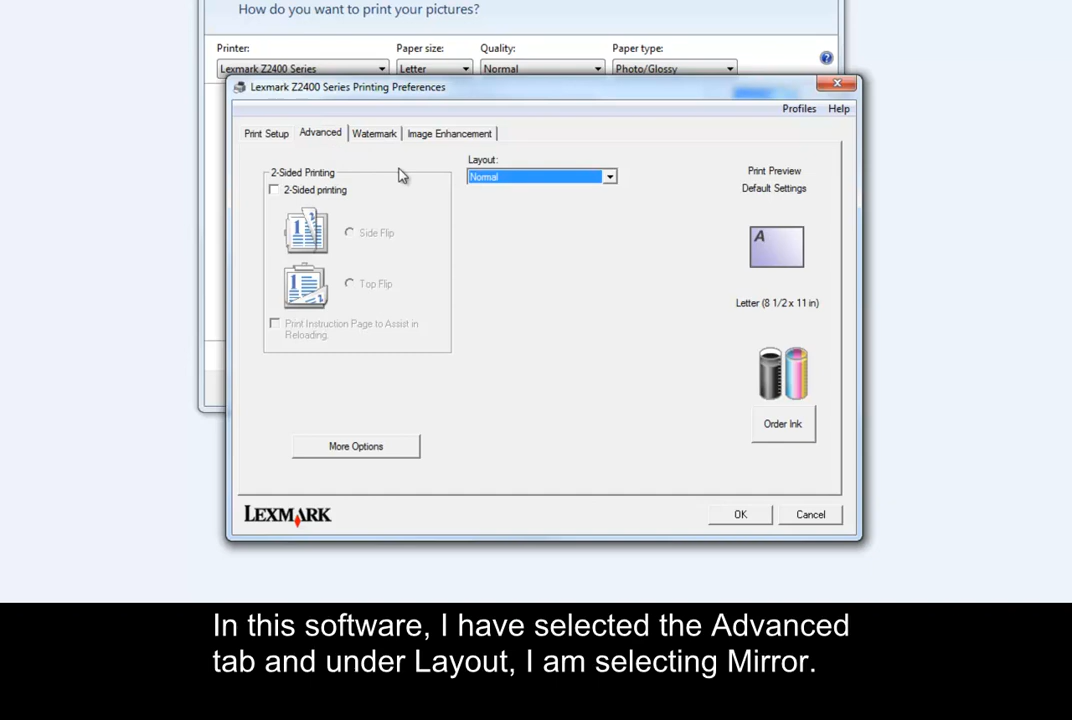 How do you want to print your pictures?
Printer: Paper size: Quality: Paper type:
Lexmark Z2400 Series Letter Normal Photo/Glossy
Lexmark Z2400 Series Printing Preferences
Profiles Help
Print Setup Advanced Watermark Image Enhancement
Layout:
Normal
2-Sided Printing
2-Sided printing
1
Side Flip
1
Top Flip
Print Instruction Page to Assist in
Reloading.
More Options
Print Preview
Default Settings
A
Letter (8 1/2 x 11 in)
Order Ink
LEXMARK
OK Cancel
In this software, I have selected the Advanced
tab and under Layout, I am selecting Mirror.